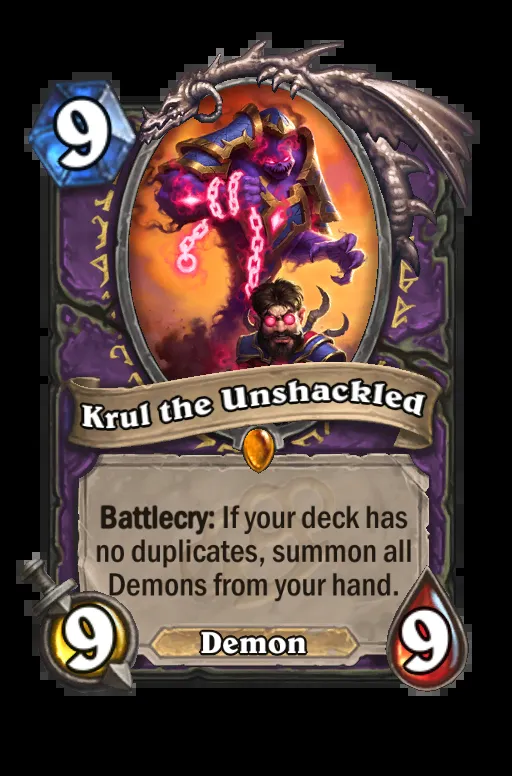 9
Krul the Unshackled
Battlecry: If your deck has
no duplicates, summon all
Demons from your hand.
9
Demon
9